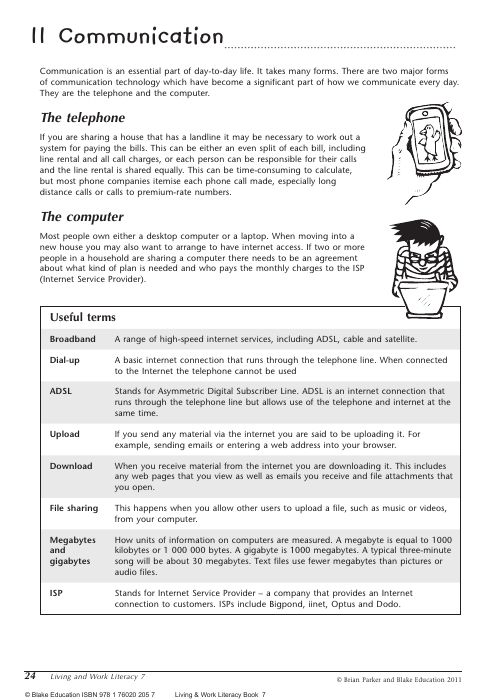 11 Communication
Communication is an essential part of day-to-day life. It takes many forms. There are two major forms
of communication technology which have become a significant part of how we communicate every day.
They are the telephone and the computer.
The telephone
If you are sharing a house that has a landline it may be necessary to work out a
system for paying the bills. This can be either an even split of each bill, including
line rental and all call charges, or each person can be responsible for their calls
and the line rental is shared equally. This can be time-consuming to calculate,
but most phone companies itemise each phone call made, especially long
distance calls or calls to premium-rate numbers.
The computer
Most people own either a desktop computer or a laptop. When moving into a
new house you may also want to arrange to have internet access. If two or more
people in a household are sharing a computer there needs to be an agreement
about what kind of plan is needed and who pays the monthly charges to the ISP
(Internet Service Provider).
Useful terms
Broadband A range of high-speed internet services, including ADSL, cable and satellite.
Dial-up A basic internet connection that runs through the telephone line. When connected
to the Internet the telephone cannot be used
ADSL Stands for Asymmetric Digital Subscriber Line. ADSL is an internet connection that
runs through the telephone line but allows use of the telephone and internet at the
same time.
Upload If you send any material via the internet you are said to be uploading it. For
example, sending emails or entering a web address into your browser.
Download When you receive material from the internet you are downloading it. This includes
any web pages that you view as well as emails you receive and file attachments that
you open.
File sharing This happens when you allow other users to upload a file, such as music or videos,
from your computer.
Megabytes How units of information on computers are measured. A megabyte is equal to 1000
and kilobytes or 1 000 000 bytes. A gigabyte is 1000 megabytes. A typical three-minute
gigabytes song will be about 30 megabytes. Text files use fewer megabytes than pictures or
audio files.
ISP Stands for Internet Service Provider – a company that provides an Internet
connection to customers. ISPs include Bigpond, iinet, Optus and Dodo.
24 Living and Work Literacy 7 © Brian Parker and Blake Education 2011
© Blake Education ISBN 978 1 76020 205 7 Living & Work Literacy Book 7